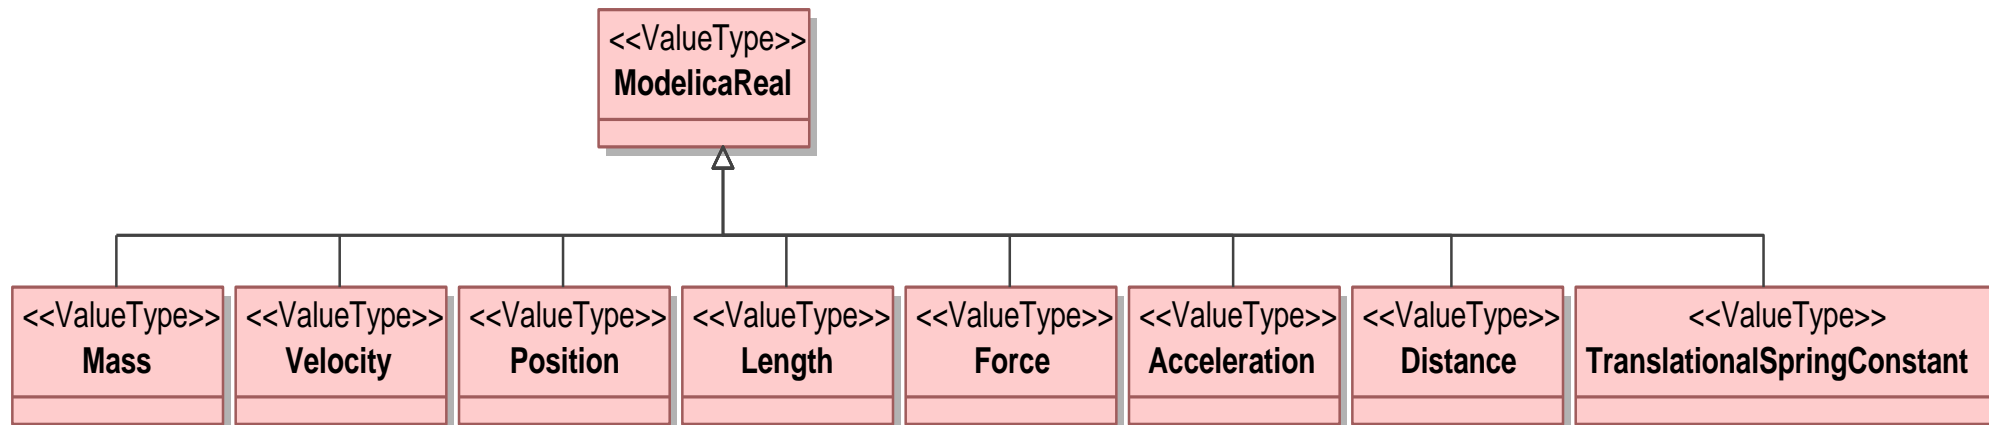 <<ValueType>>
ModelicaReal
<<ValueType>>
Mass
<<ValueType>>
Velocity
<<ValueType>>
Position
<<ValueType>>
Length
<<ValueType>>
Force
<<ValueType>>
Acceleration
<<ValueType>>
Distance
<<ValueType>>
TranslationalSpringConstant